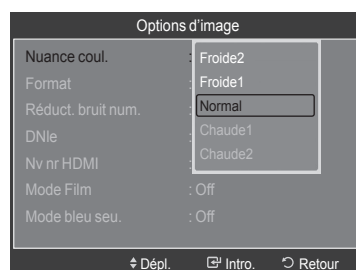 Options d'image
Nuance coul. : Froide2
Format : Froide1
Réduct. bruit num. : Normal
DNIe : Chaude1
Nv nr HDMI : Chaude2
Mode Film : Off
Mode bleu seu. : Off
Dépl. Intro. Retour